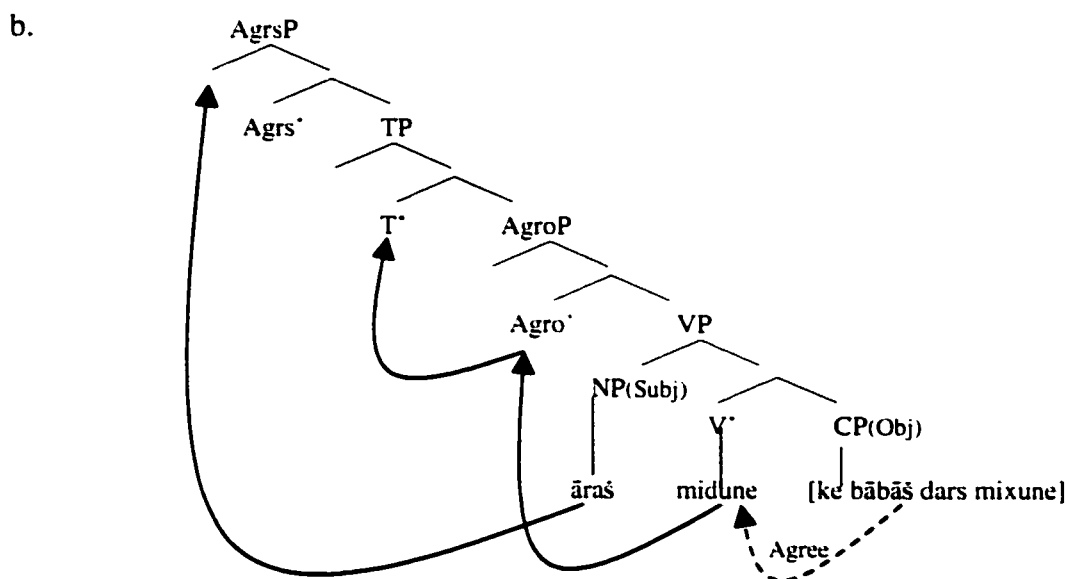 b.
AgrsP
Agrs˚ TP
T˚ AgroP
Agro˚ VP
NP(Subj)
V˚ CP(Obj)
āraš midune [ke bābāš dars mixune]
Agree